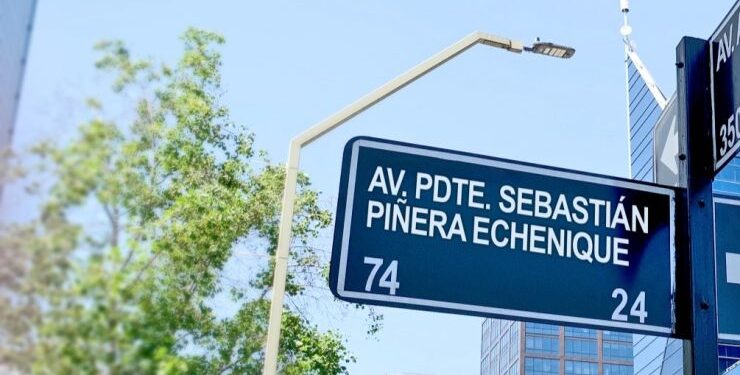 AV. PDTE. SEBASTIÁN
PIÑERA ECHENIQUE
74
24
AV.
350